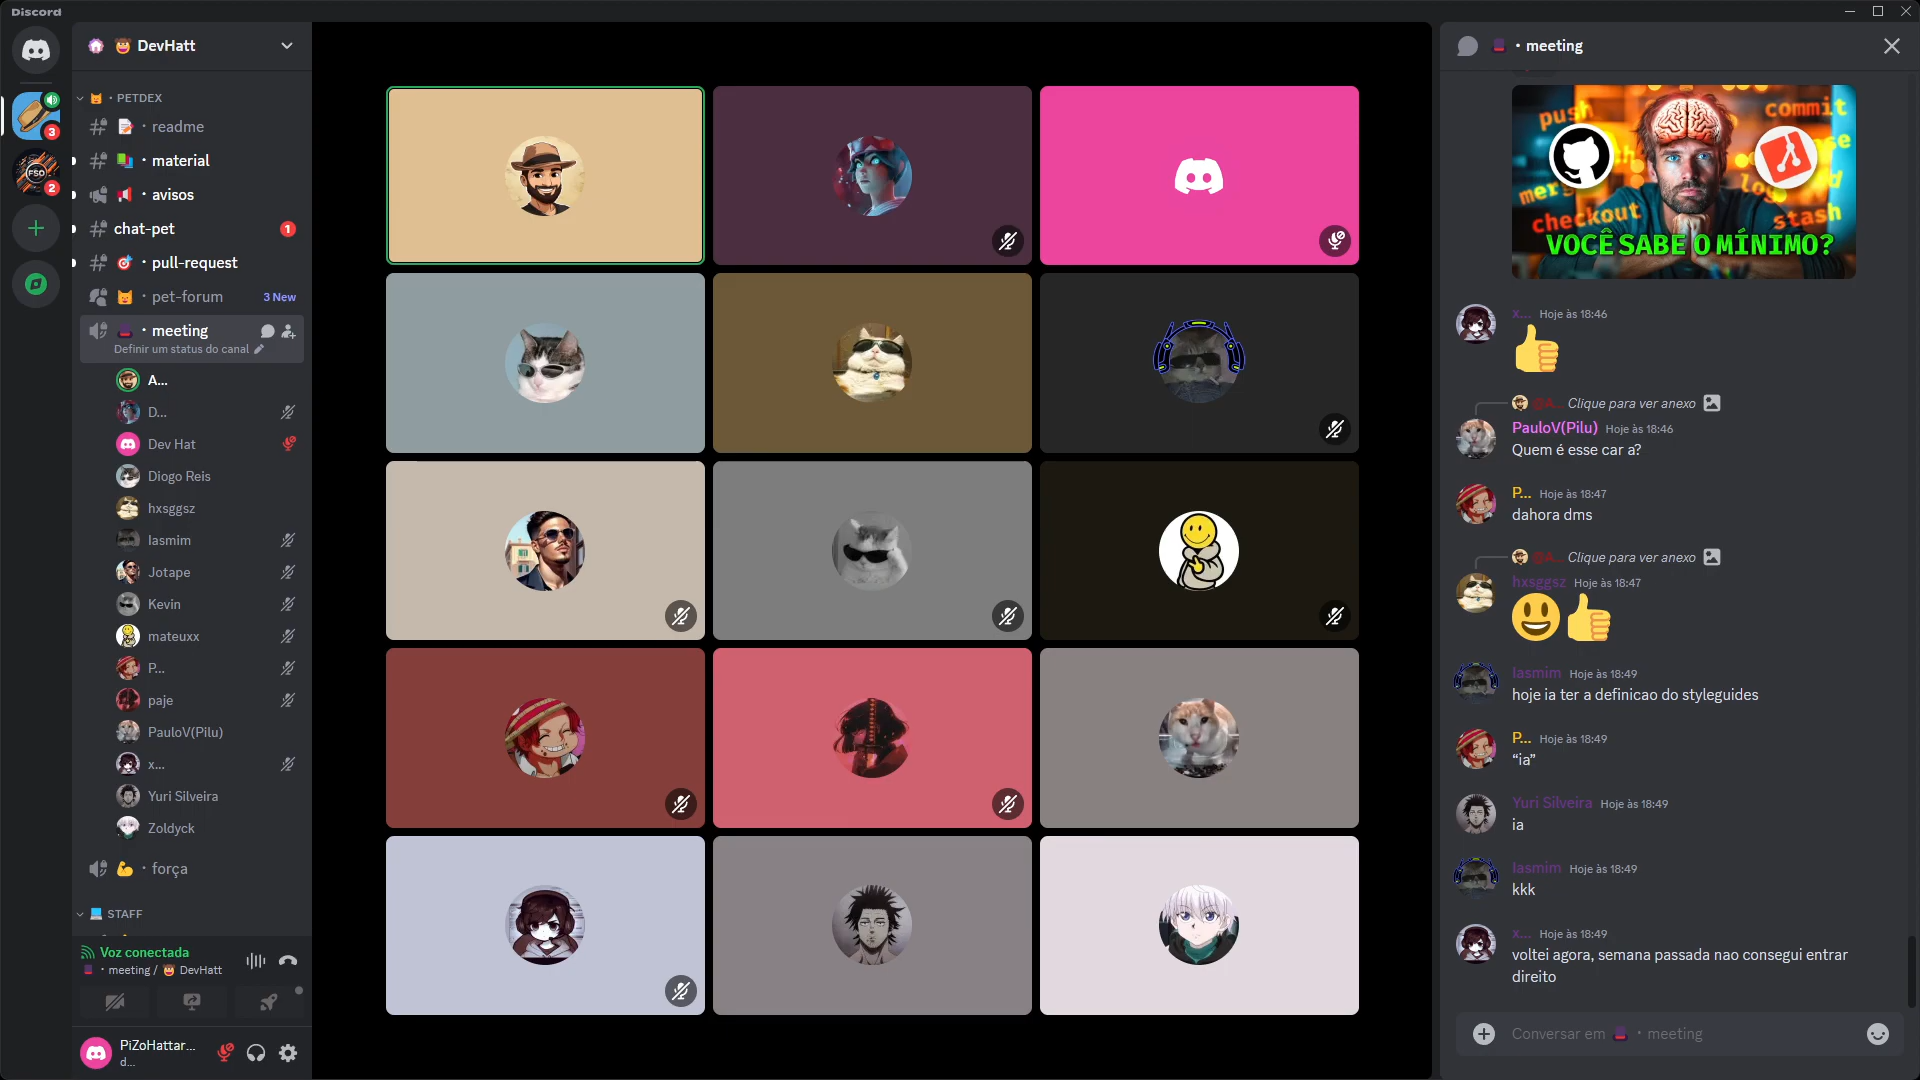 Discord
DevHatt
3
FSO
2
PETDEX
readme
material
avisos
chat-pet
1
pull-request
pet-forum
3 New
meeting
Definir um status do canal
A...
D...
Dev Hat
Diogo Reis
hxsggsz
Iasmim
Jotape
Kevin
mateuxx
P...
paje
PauloV(Pilu)
x...
Yuri Silveira
Zoldyck
força
STAFF
Voz conectada
meeting / DevHatt
PiZoHattar...
d...
meeting
push
commit
merg
checkout
stash
VOCÊ SABE O MÍNIMO?
x... Hoje às 18:46
@A... Clique para ver anexo
PauloV(Pilu) Hoje às 18:46
Quem é esse car a?
P... Hoje às 18:47
dahora dms
@A... Clique para ver anexo
hxsggsz Hoje às 18:47
Iasmim Hoje às 18:49
hoje ia ter a definicao do styleguides
P... Hoje às 18:49
“ia”
Yuri Silveira Hoje às 18:49
ia
Iasmim Hoje às 18:49
kkk
x... Hoje às 18:49
voltei agora, semana passada nao consegui entrar
direito
Conversar em meeting